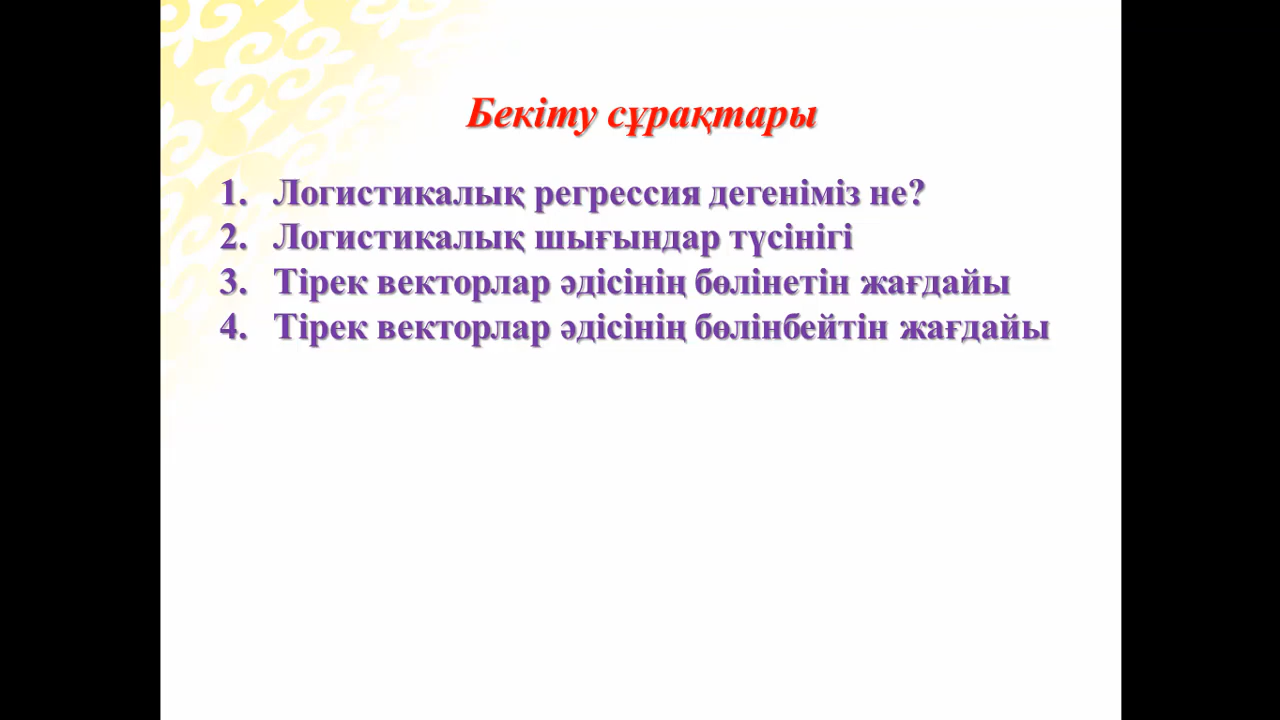 Бекіту сұрақтары
1. Логистикалық регрессия дегеніміз не?
2. Логистикалық шығындар түсінігі
3. Тірек векторлар әдісінің бөлінетін жағдайы
4. Тірек векторлар әдісінің бөлінбейтін жағдайы